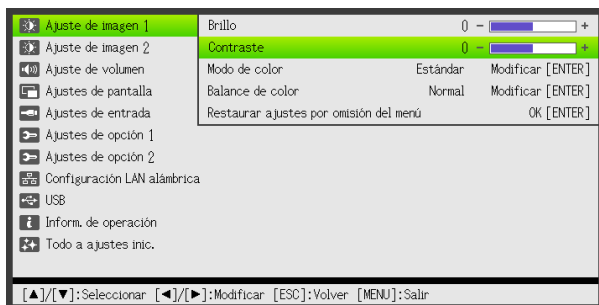 Ajuste de imagen 1
Ajuste de imagen 2
Ajuste de volumen
Ajustes de pantalla
Ajustes de entrada
Ajustes de opción 1
Ajustes de opción 2
Configuración LAN alámbrica
USB
Inform. de operación
Todo a ajustes inic.
Brillo 0 - +
Contraste 0 - +
Modo de color Estándar Modificar [ENTER]
Balance de color Normal Modificar [ENTER]
Restaurar ajustes por omisión del menú OK [ENTER]
[▲]/[▼]:Seleccionar [◀]/[▶]:Modificar [ESC]:Volver [MENU]:Salir